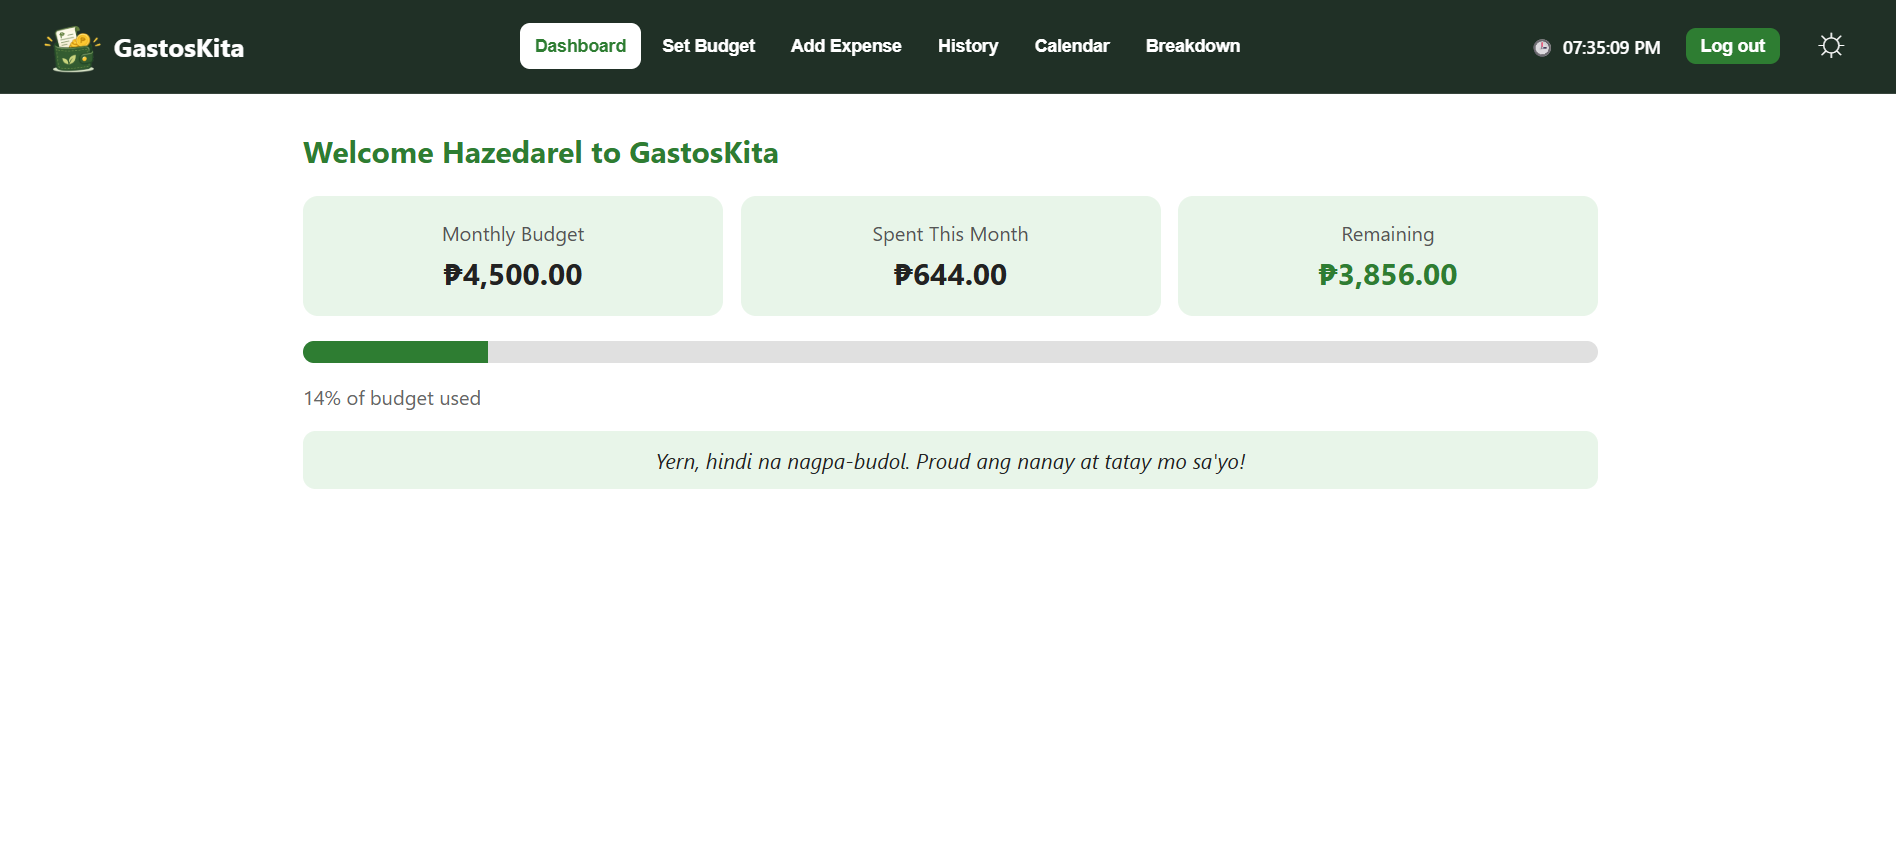 GastosKita
Dashboard
Set Budget
Add Expense
History
Calendar
Breakdown
07:35:09 PM
Log out
Welcome Hazedarel to GastosKita
Monthly Budget
₱4,500.00
Spent This Month
₱644.00
Remaining
₱3,856.00
14% of budget used
Yern, hindi na nagpa-budol. Proud ang nanay at tatay mo sa'yo!